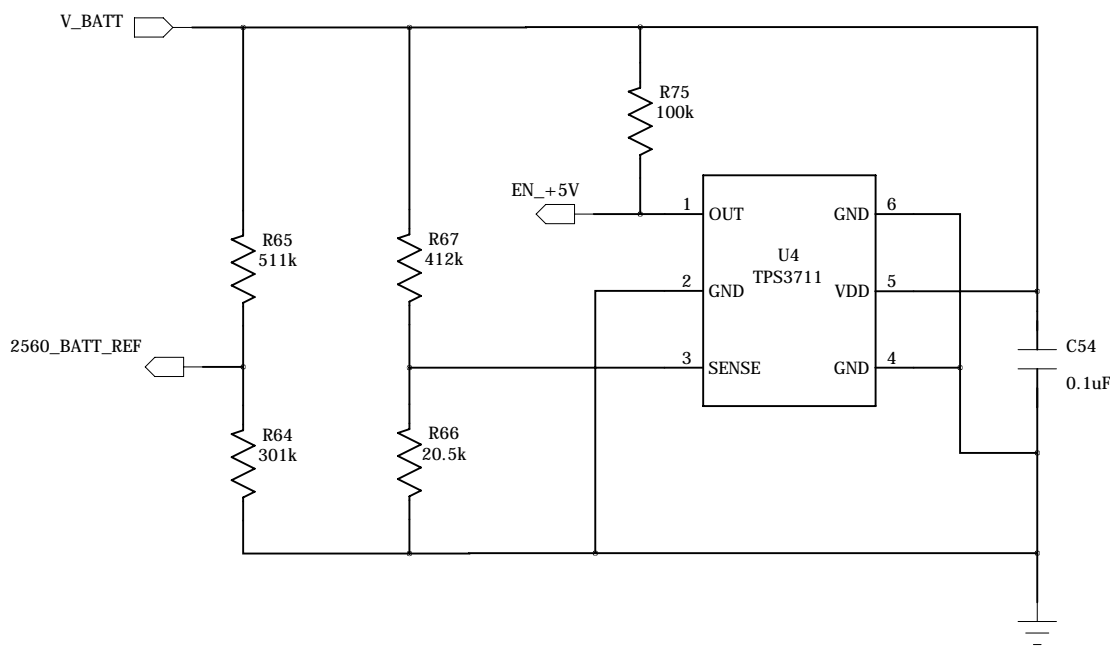 V_BATT
R75
100k
EN_+5V
1
OUT
GND
6
U4
TPS3711
R65
511k
R67
412k
2
GND
VDD
5
2560_BATT_REF
3
SENSE
GND
4
C54
0.1uF
R64
301k
R66
20.5k